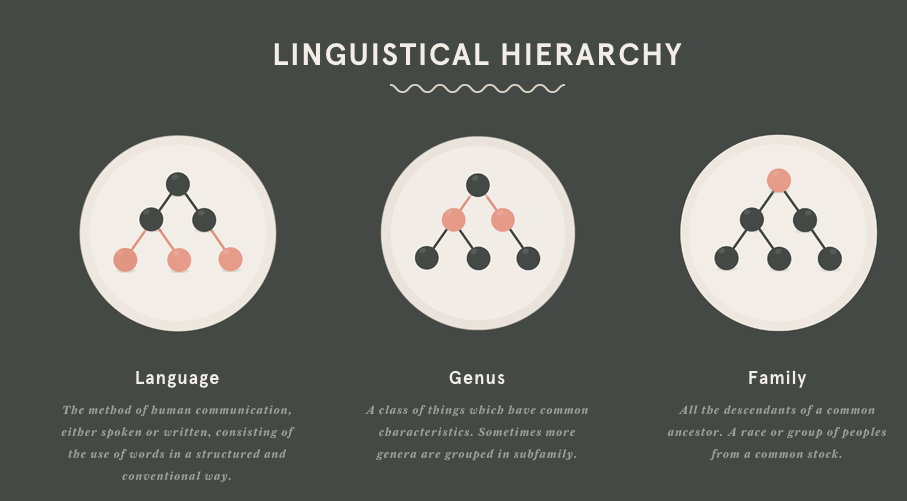 LINGUISTICAL HIERARCHY
Language
The method of human communication,
either spoken or written, consisting of
the use of words in a structured and
conventional way.
Genus
A class of things which have common
characteristics. Sometimes more
genera are grouped in subfamily.
Family
All the descendants of a common
ancestor. A race or group of peoples
from a common stock.